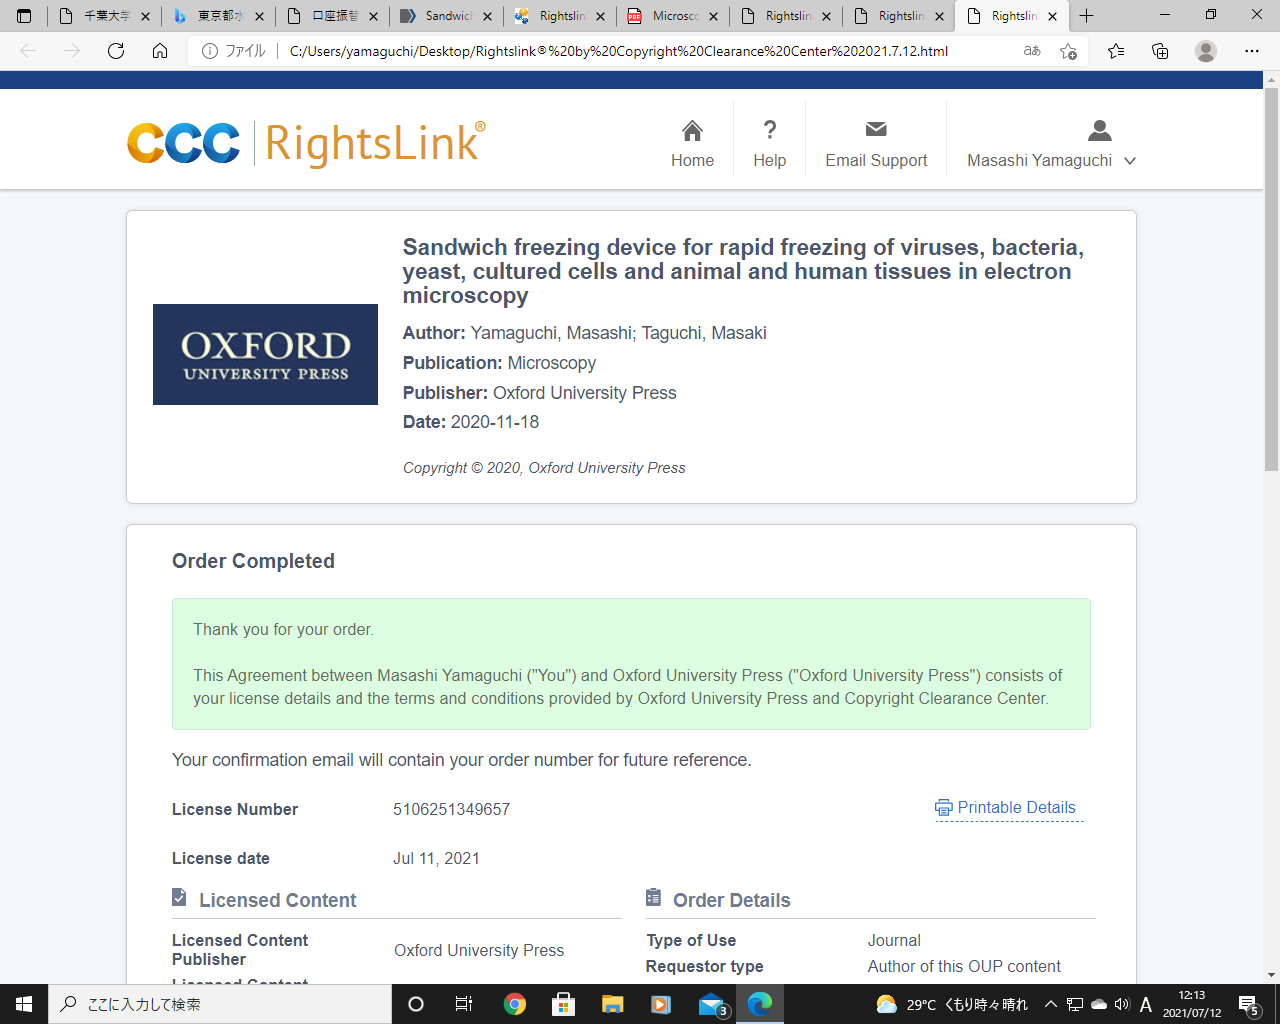 千葉大学
東京都水
口座振替
Sandwich
Rightslin
Microsco
Rightslin
Rightslin
Rightslin
ファイル
C:/Users/yamaguchi/Desktop/Rightslink®%20by%20Copyright%20Clearance%20Center%202021.7.12.html
CCC RightsLink®
Home
Help
Email Support
Masashi Yamaguchi
Sandwich freezing device for rapid freezing of viruses, bacteria,
yeast, cultured cells and animal and human tissues in electron
microscopy
OXFORD
UNIVERSITY PRESS
Author: Yamaguchi, Masashi; Taguchi, Masaki
Publication: Microscopy
Publisher: Oxford University Press
Date: 2020-11-18
Copyright © 2020, Oxford University Press
Order Completed
Thank you for your order.
This Agreement between Masashi Yamaguchi ("You") and Oxford University Press ("Oxford University Press") consists of
your license details and the terms and conditions provided by Oxford University Press and Copyright Clearance Center.
Your confirmation email will contain your order number for future reference.
License Number 5106251349657
Printable Details
License date Jul 11, 2021
Licensed Content
Licensed Content
Publisher
Oxford University Press
Licensed Content
Order Details
Type of Use Journal
Requestor type Author of this OUP content
ここに入力して検索
3
29°C くもり時々晴れ
A
12:13
2021/07/12
5